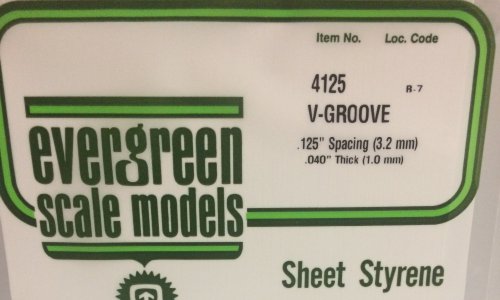 Item No. Loc. Code
4125 R-7
V-GROOVE
.125" Spacing (3.2 mm)
.040" Thick (1.0 mm)
evergreen
scale models
Sheet Styrene